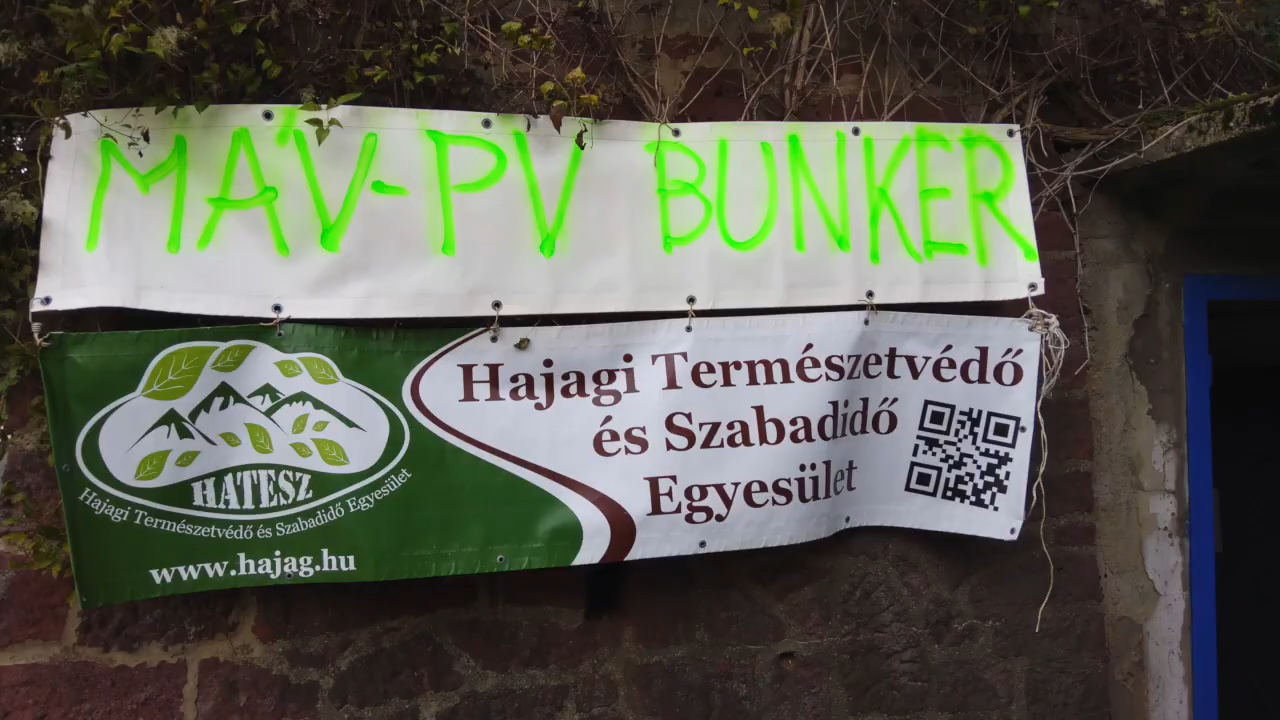 MÁV-PV BUNKER
HATESZ
Hajagi Természetvédő és Szabadidő Egyesület
www.hajag.hu
Hajagi Természetvédő
és Szabadidő
Egyesület